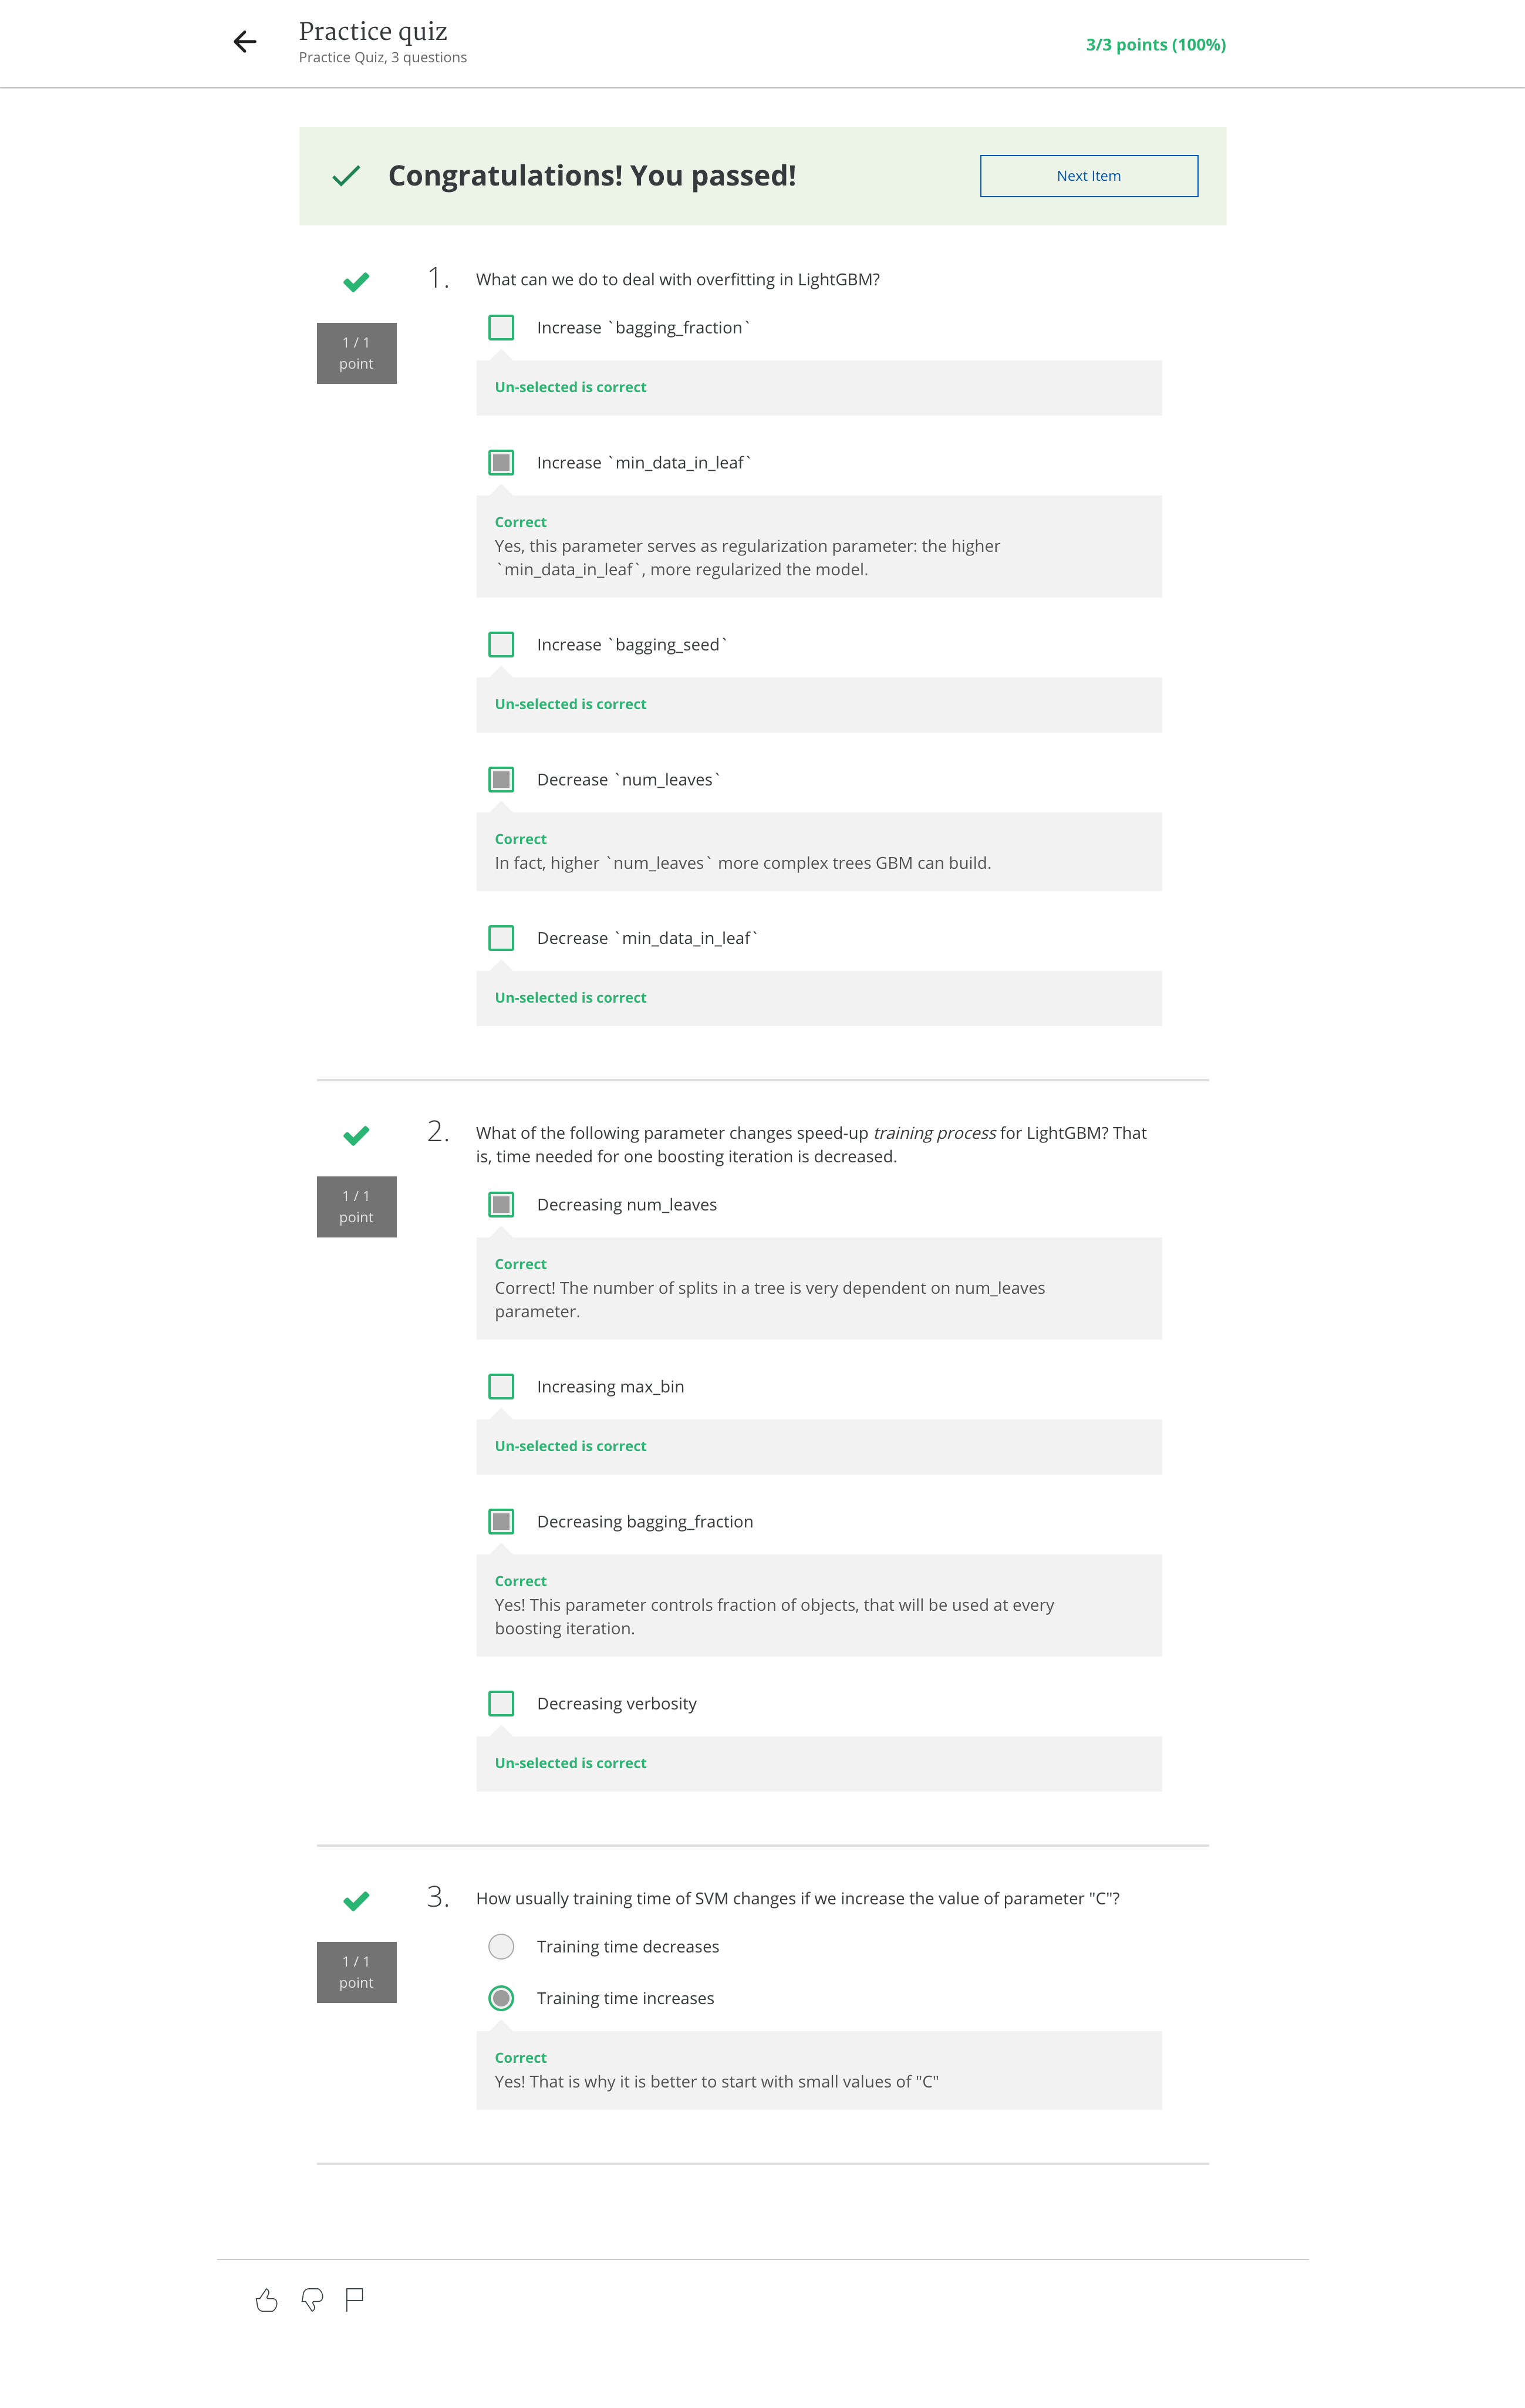 Practice quiz
Practice Quiz, 3 questions
3/3 points (100%)
Congratulations! You passed!
Next Item
1.
What can we do to deal with overfitting in LightGBM?
1 / 1
point
Increase `bagging_fraction`
Un-selected is correct
Increase `min_data_in_leaf`
Correct
Yes, this parameter serves as regularization parameter: the higher
`min_data_in_leaf`, more regularized the model.
Increase `bagging_seed`
Un-selected is correct
Decrease `num_leaves`
Correct
In fact, higher `num_leaves` more complex trees GBM can build.
Decrease `min_data_in_leaf`
Un-selected is correct
2.
What of the following parameter changes speed-up training process for LightGBM? That
is, time needed for one boosting iteration is decreased.
1 / 1
point
Decreasing num_leaves
Correct
Correct! The number of splits in a tree is very dependent on num_leaves
parameter.
Increasing max_bin
Un-selected is correct
Decreasing bagging_fraction
Correct
Yes! This parameter controls fraction of objects, that will be used at every
boosting iteration.
Decreasing verbosity
Un-selected is correct
3.
How usually training time of SVM changes if we increase the value of parameter "C"?
1 / 1
point
Training time decreases
Training time increases
Correct
Yes! That is why it is better to start with small values of "C"